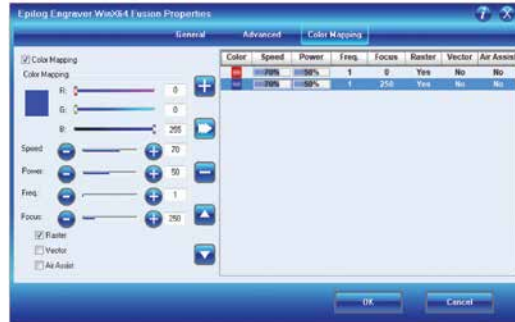 Epilog Engraver WinX64 Fusion Properties
General Advanced Color Mapping
Color Mapping
Color Mapping
R: 0
G: 0
B: 255
Speed 70
Power: 50
Freq.: 1
Focus: 250
Raster
Vector
Air Assist
Color Speed Power Freq. Focus Raster Vector Air Assist
70% 50% 1 0 Yes No No
70% 50% 1 250 Yes No No
OK Cancel